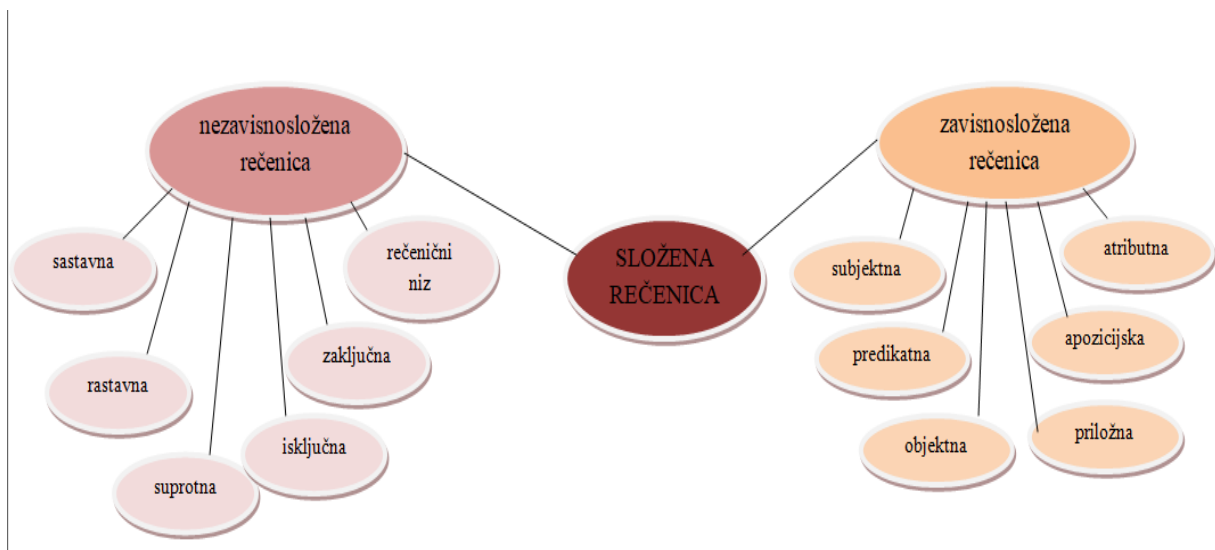 nezavisnosložena
rečenica
sastavna
rastavna
suprotna
isključna
zaključna
rečenični
niz
SLOŽENA
REČENICA
zavisnosložena
rečenica
subjektna
predikatna
objektna
priložna
apozicijska
atributna